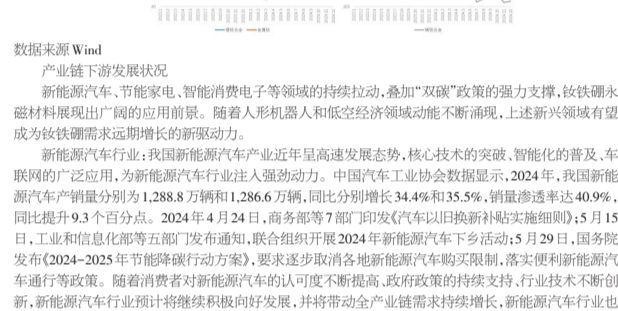 数据来源 Wind
产业链下游发展状况
新能源汽车、节能家电、智能消费电子等领域的持续拉动，叠加“双碳”政策的强力支撑，钕铁硼永
磁材料展现出广阔的应用前景。随着人形机器人和低空经济领域动能不断涌现，上述新兴领域有望
成为钕铁硼需求远期增长的新驱动力。
新能源汽车行业：我国新能源汽车产业近年呈高速发展态势，核心技术的突破、智能化的普及、车
联网的广泛应用，为新能源汽车行业注入强劲动力。中国汽车工业协会数据显示，2024年，我国新能
源汽车产销量分别为1,288.8万辆和1,286.6万辆，同比分别增长34.4%和35.5%，销量渗透率达40.9%，
同比提升9.3个百分点。2024年4月24日，商务部等7部门印发《汽车以旧换新补贴实施细则》；5月15
日，工业和信息化部等五部门发布通知，联合组织开展2024年新能源汽车下乡活动；5月29日，国务院
发布《2024-2025年节能降碳行动方案》，要求逐步取消各地新能源汽车购买限制，落实便利新能源汽
车通行等政策。随着消费者对新能源汽车的认可度不断提高、政府政策的持续支持、行业技术不断创
新，新能源汽车行业预计将继续积极向好发展，并将带动全产业链需求持续增长，新能源汽车行业也